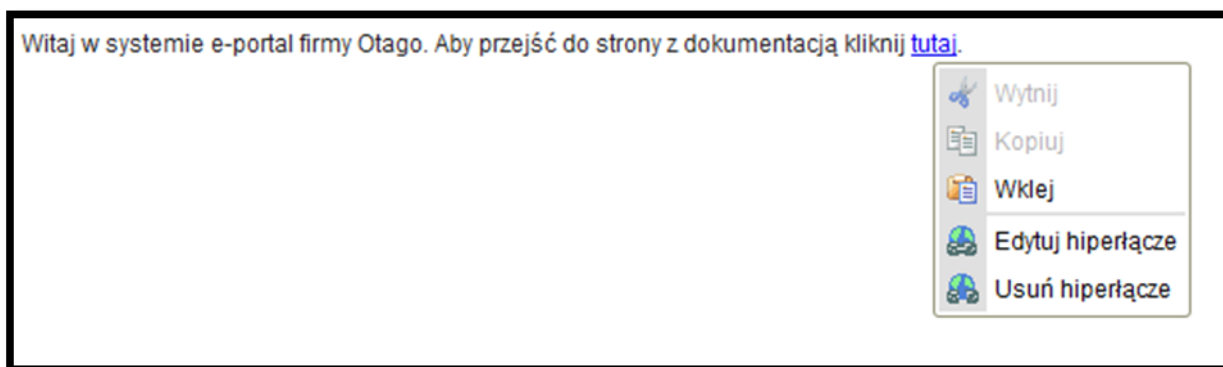 Witaj w systemie e-portal firmy Otago. Aby przejść do strony z dokumentacją kliknij tutaj.
Wytnij
Kopiuj
Wklej
Edytuj hiperłącze
Usuń hiperłącze